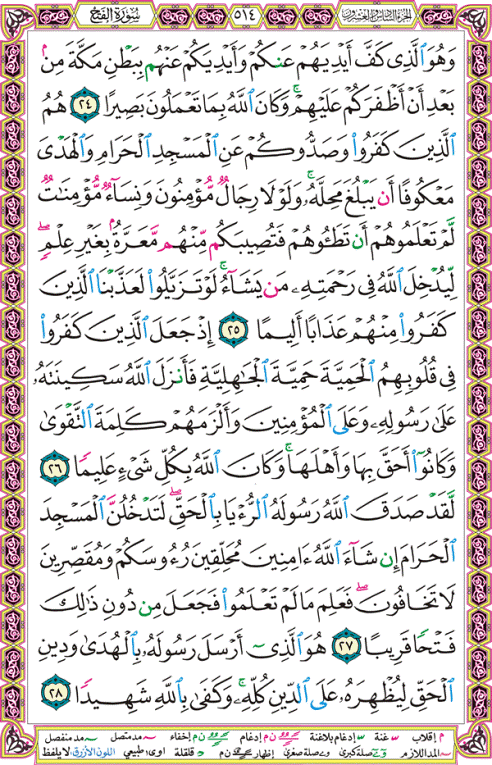 الجزء السادس والعشرون ٥١٤ سُورَةُ الفَتْحِ
وَهُوَ ٱلَّذِى كَفَّ أَيْدِيَهُمْ عَنكُمْ وَأَيْدِيَكُمْ عَنْهُم بِبَطْنِ مَكَّةَ مِنۢ
بَعْدِ أَنْ أَظْفَرَكُمْ عَلَيْهِمْ ۚ وَكَانَ ٱللَّهُ بِمَا تَعْمَلُونَ بَصِيرًا ٢٤ هُمُ
ٱلَّذِينَ كَفَرُوا۟ وَصَدُّوكُمْ عَنِ ٱلْمَسْجِدِ ٱلْحَرَامِ وَٱلْهَدْىَ
مَعْكُوفًا أَن يَبْلُغَ مَحِلَّهُۥ ۚ وَلَوْلَا رِجَالٌ مُّؤْمِنُونَ وَنِسَآءٌ مُّؤْمِنَٰتٌ
لَّمْ تَعْلَمُوهُمْ أَن تَطَـُٔوهُمْ فَتُصِيبَكُم مِّنْهُم مَّعَرَّةٌۢ بِغَيْرِ عِلْمٍ ۖ
لِّيُدْخِلَ ٱللَّهُ فِى رَحْمَتِهِۦ مَن يَشَآءُ ۚ لَوْ تَزَيَّلُوا۟ لَعَذَّبْنَا ٱلَّذِينَ
كَفَرُوا۟ مِنْهُمْ عَذَابًا أَلِيمًا ٢٥ إِذْ جَعَلَ ٱلَّذِينَ كَفَرُوا۟
فِى قُلُوبِهِمُ ٱلْحَمِيَّةَ حَمِيَّةَ ٱلْجَٰهِلِيَّةِ فَأَنزَلَ ٱللَّهُ سَكِينَتَهُۥ
عَلَىٰ رَسُولِهِۦ وَعَلَى ٱلْمُؤْمِنِينَ وَأَلْزَمَهُمْ كَلِمَةَ ٱلتَّقْوَىٰ
وَكَانُوٓا۟ أَحَقَّ بِهَا وَأَهْلَهَا ۚ وَكَانَ ٱللَّهُ بِكُلِّ شَىْءٍ عَلِيمًا ٢٦
لَّقَدْ صَدَقَ ٱللَّهُ رَسُولَهُ ٱلرُّءْيَا بِٱلْحَقِّ ۖ لَتَدْخُلُنَّ ٱلْمَسْجِدَ
ٱلْحَرَامَ إِن شَآءَ ٱللَّهُ ءَامِنِينَ مُحَلِّقِينَ رُءُوسَكُمْ وَمُقَصِّرِينَ
لَا تَخَافُونَ ۖ فَعَلِمَ مَا لَمْ تَعْلَمُوا۟ فَجَعَلَ مِن دُونِ ذَٰلِكَ
فَتْحًا قَرِيبًا ٢٧ هُوَ ٱلَّذِىٓ أَرْسَلَ رَسُولَهُۥ بِٱلْهُدَىٰ وَدِينِ
ٱلْحَقِّ لِيُظْهِرَهُۥ عَلَى ٱلدِّينِ كُلِّهِۦ ۚ وَكَفَىٰ بِٱللَّهِ شَهِيدًا ٢٨
م إقلاب س غنة إدغام بلاغنة ن م إدغام ن م إخفاء مد متصل مد منفصل
المد اللازم صلة كبرى صلة صغرى إظهار ن م قلقلة اوى: طبيعي اللون الأزرق: لا يلفظ